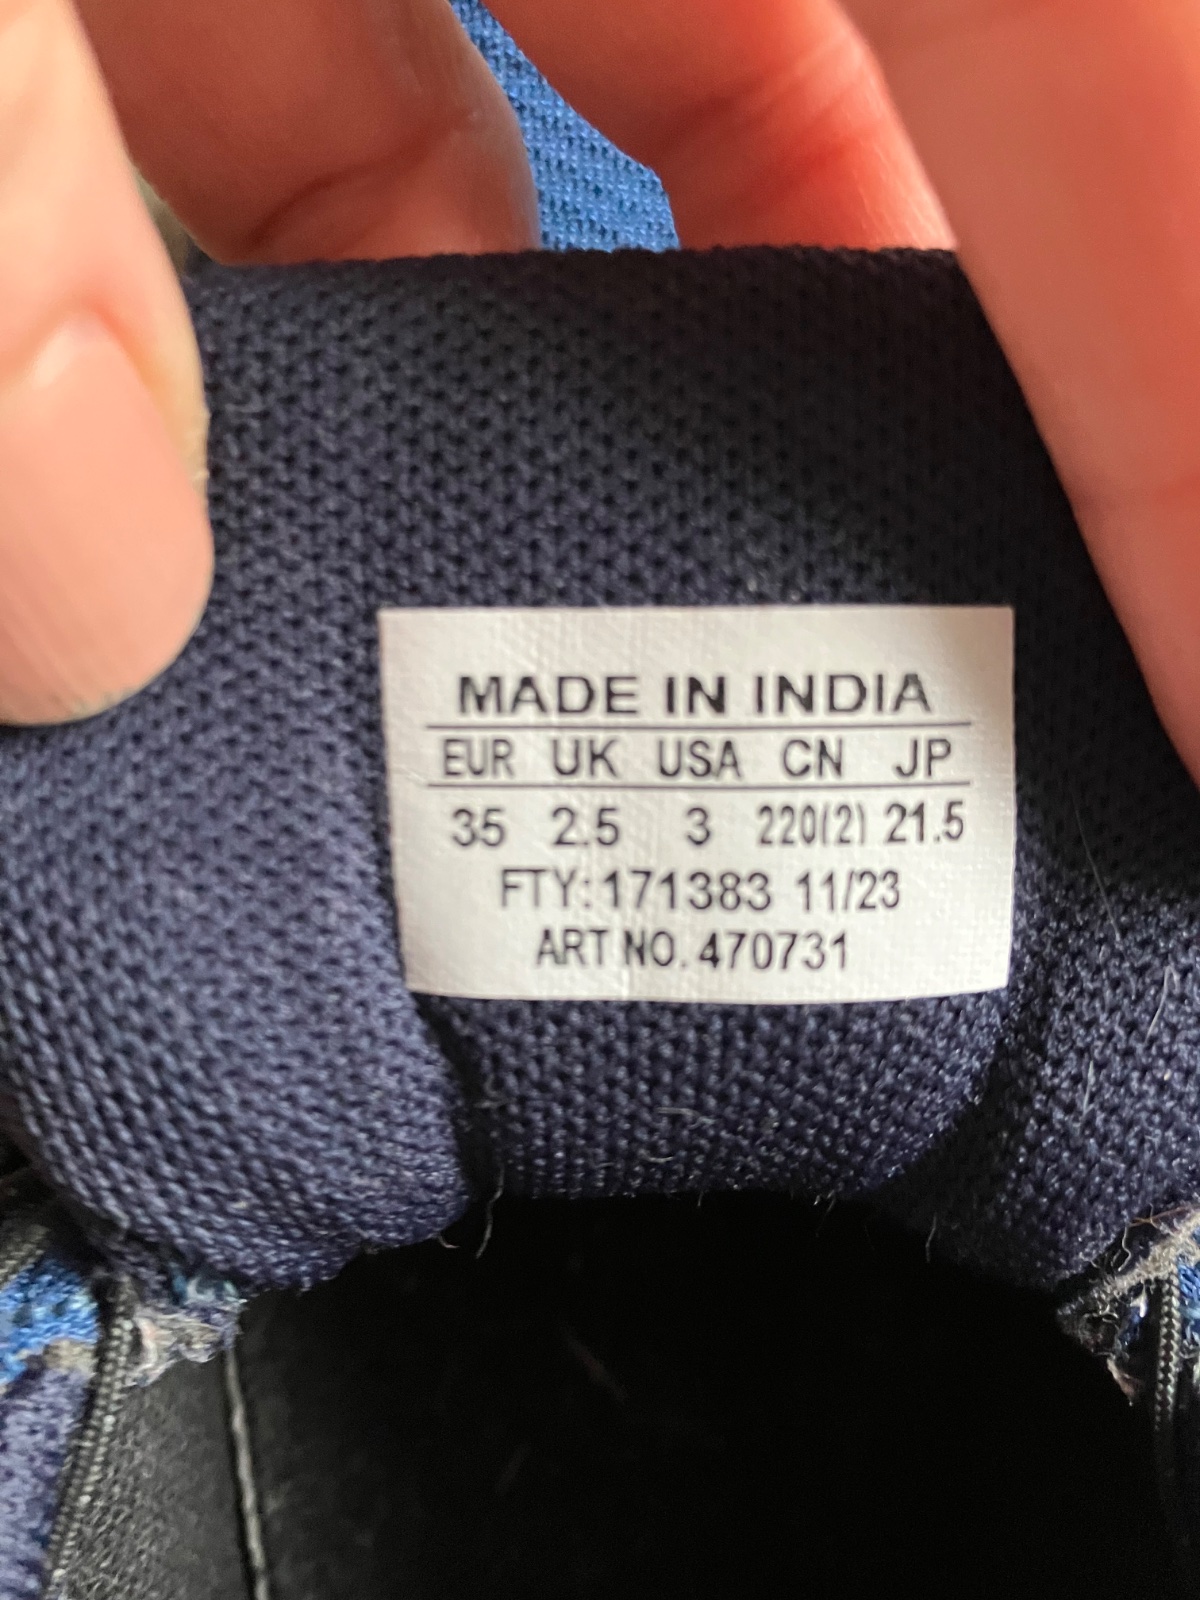 MADE IN INDIA
EUR UK USA CN JP
35 2.5 3 220(2) 21.5
FTY:171383 11/23
ART NO. 470731